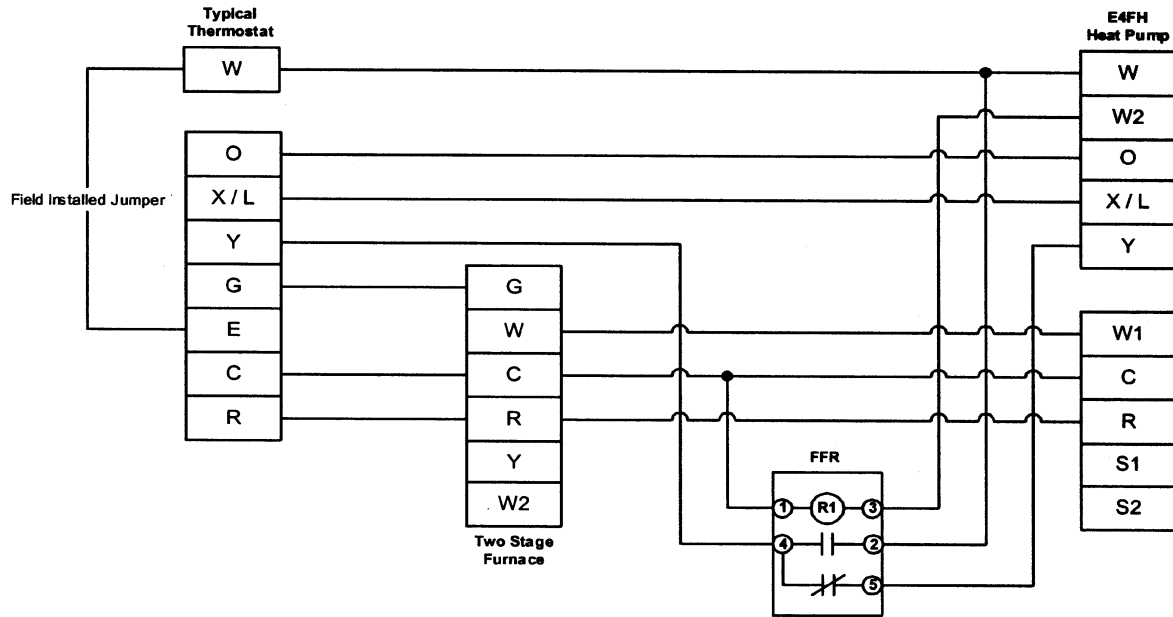 Typical
Thermostat
W
O
X / L
Y
G
E
C
R
Field Installed Jumper
G
W
C
R
Y
W2
Two Stage
Furnace
FFR
1
R1
3
4
2
5
E4FH
Heat Pump
W
W2
O
X / L
Y
W1
C
R
S1
S2